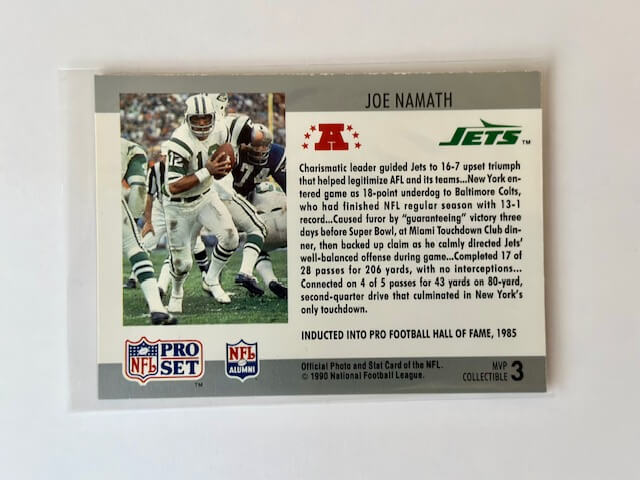 JOE NAMATH
A
JETS™
Charismatic leader guided Jets to 16-7 upset triumph
that helped legitimize AFL and its teams...New York en-
tered game as 18-point underdog to Baltimore Colts,
who had finished NFL regular season with 13-1
record...Caused furor by “guaranteeing” victory three
days before Super Bowl, at Miami Touchdown Club din-
ner, then backed up claim as he calmly directed Jets'
well-balanced offense during game...Completed 17 of
28 passes for 206 yards, with no interceptions...
Connected on 4 of 5 passes for 43 yards on 80-yard,
second-quarter drive that culminated in New York's
only touchdown.
INDUCTED INTO PRO FOOTBALL HALL OF FAME, 1985
12
74
NFL PRO SET™
NFL ALUMNI
Official Photo and Stat Card of the NFL.
© 1990 National Football League.
MVP
COLLECTIBLE 3